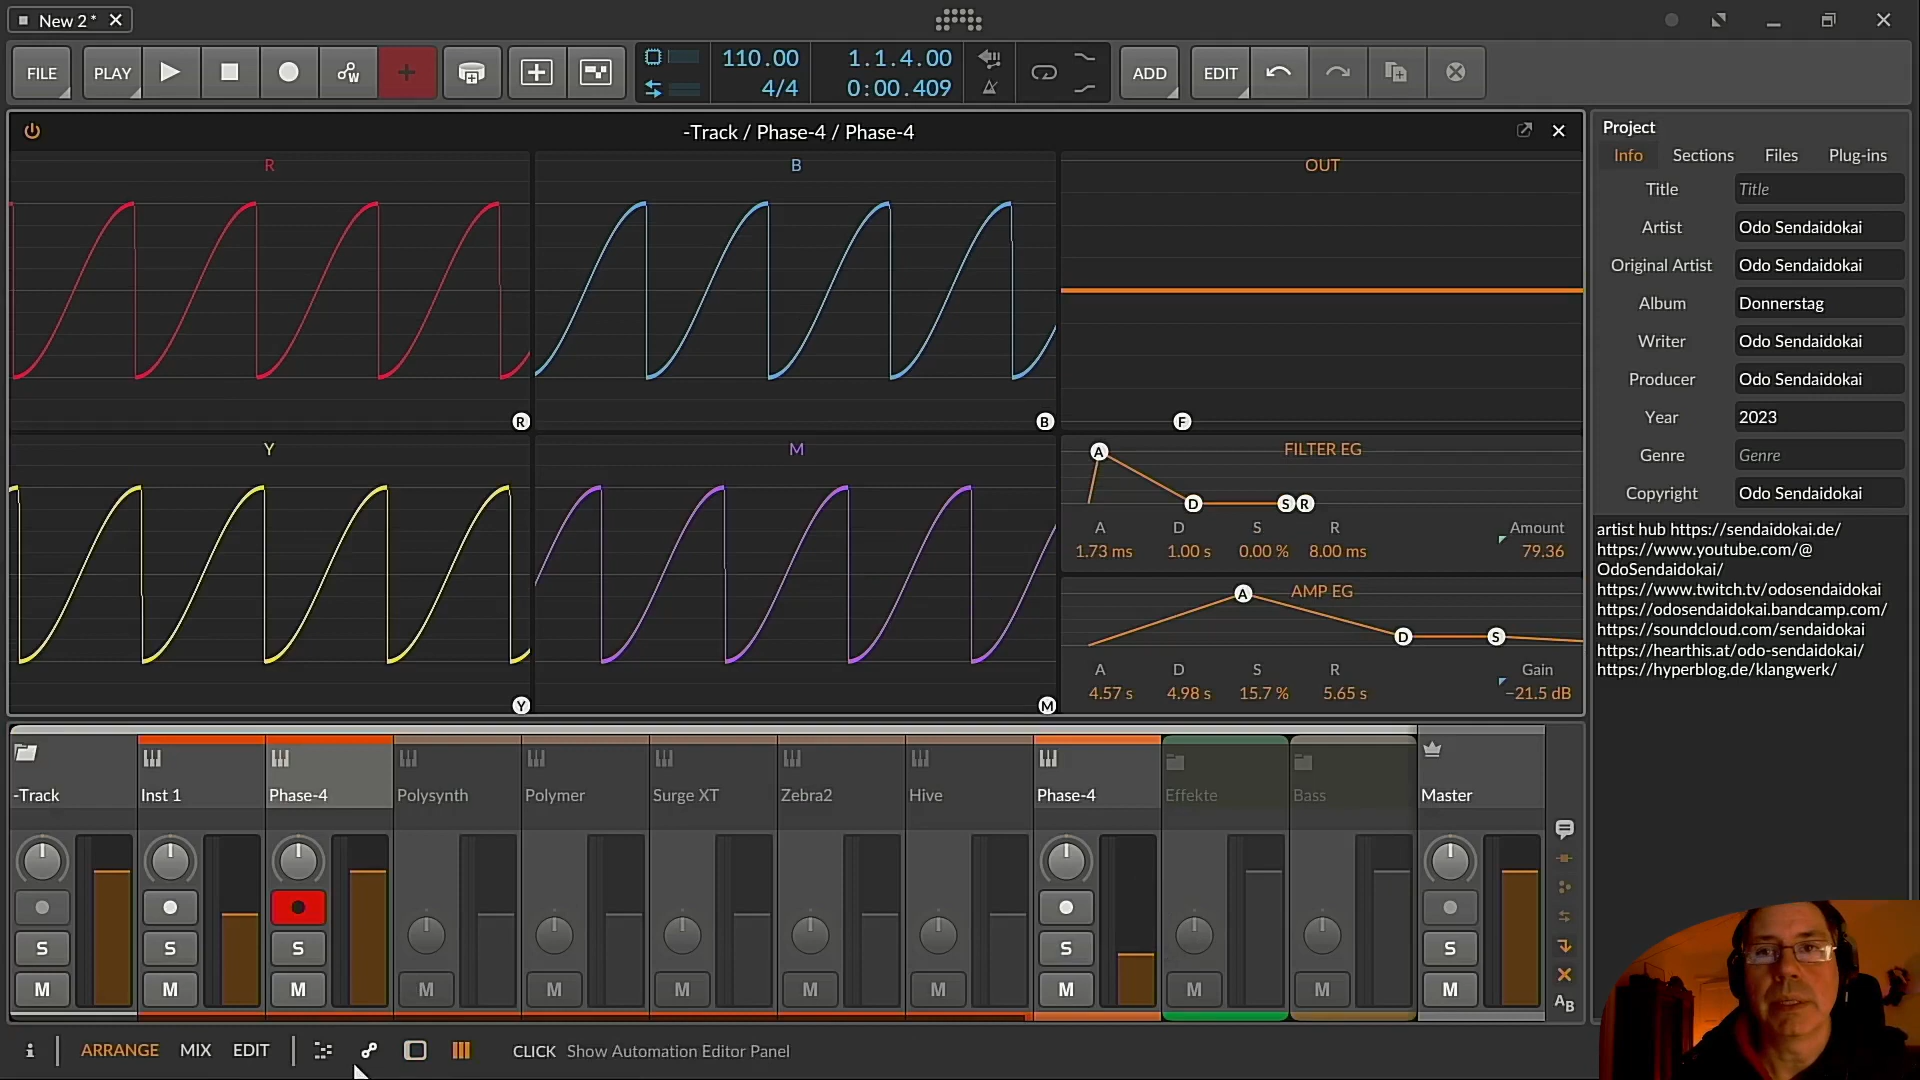 New 2 *
FILE
PLAY
110.00
4/4
1.1.4.00
0:00.409
ADD
EDIT
-Track / Phase-4 / Phase-4
R
B
OUT
R
B
F
Y
M
FILTER EG
A
D
S
R
A D S R Amount
1.73 ms 1.00 s 0.00 % 8.00 ms 79.36
AMP EG
A
D
S
A D S R Gain
4.57 s 4.98 s 15.7 % 5.65 s −21.5 dB
Y
M
Project
Info Sections Files Plug-ins
Title Title
Artist Odo Sendaidokai
Original Artist Odo Sendaidokai
Album Donnerstag
Writer Odo Sendaidokai
Producer Odo Sendaidokai
Year 2023
Genre Genre
Copyright Odo Sendaidokai
artist hub https://sendaidokai.de/
https://www.youtube.com/@
OdoSendaidokai/
https://www.twitch.tv/odosendaidokai
https://odosendaidokai.bandcamp.com/
https://soundcloud.com/sendaidokai
https://hearthis.at/odo-sendaidokai/
https://hyperblog.de/klangwerk/
-Track Inst 1 Phase-4 Polysynth Polymer Surge XT Zebra2 Hive Phase-4 Effekte Bass Master
S S S S S
M M M M M M M M M M M M
AB
i ARRANGE MIX EDIT CLICK Show Automation Editor Panel